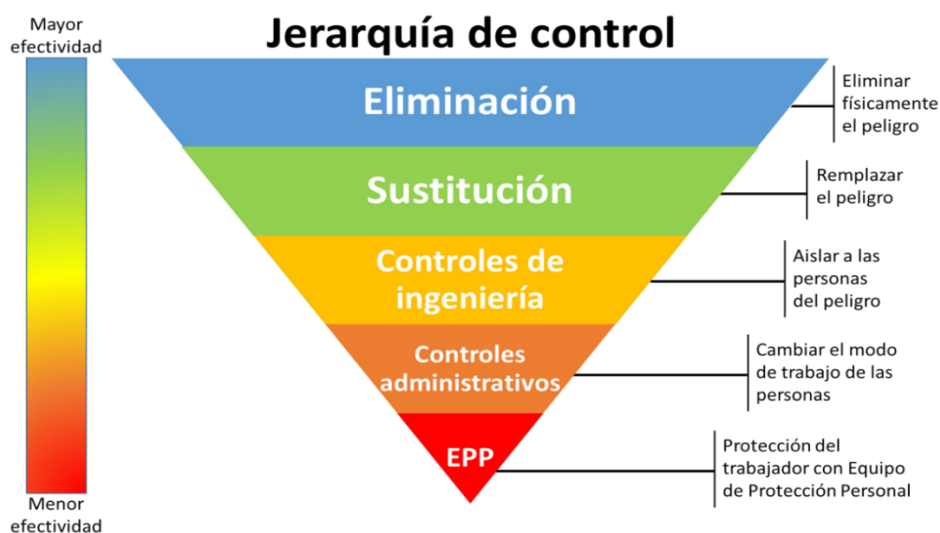 Jerarquía de control
Mayor
efectividad
Eliminación
Eliminar
físicamente
el peligro
Sustitución
Remplazar
el peligro
Controles de
ingeniería
Aislar a las
personas
del peligro
Controles
administrativos
Cambiar el modo
de trabajo de las
personas
EPP
Protección del
trabajador con Equipo
de Protección Personal
Menor
efectividad